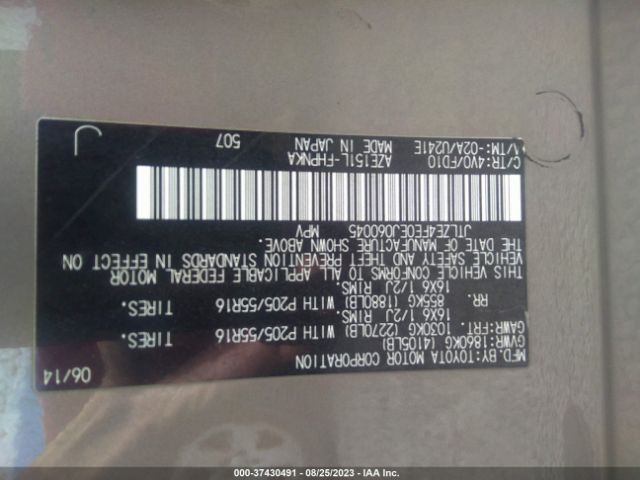 MFD.BY:TOYOTA MOTOR CORPORATION 06/14
GVWR:1860KG (4105LB)
GAWR:FRT. 1030KG (2270LB) WITH P205/55R16 TIRES.
16X6 1/2J RIMS.
RR. 855KG (1880LB) WITH P205/55R16 TIRES.
16X6 1/2J RIMS.
THIS VEHICLE CONFORMS TO ALL APPLICABLE FEDERAL MOTOR
VEHICLE SAFETY AND THEFT PREVENTION STANDARDS IN EFFECT ON
THE DATE OF MANUFACTURE SHOWN ABOVE.
JTLZE4FE0EJ060045 MPV
C/TR:4V0/FD10 AZE151L-FHPNKA
A/TM:-02A/U241E MADE IN JAPAN 507
J
000-37430491 - 08/25/2023 - IAA Inc.